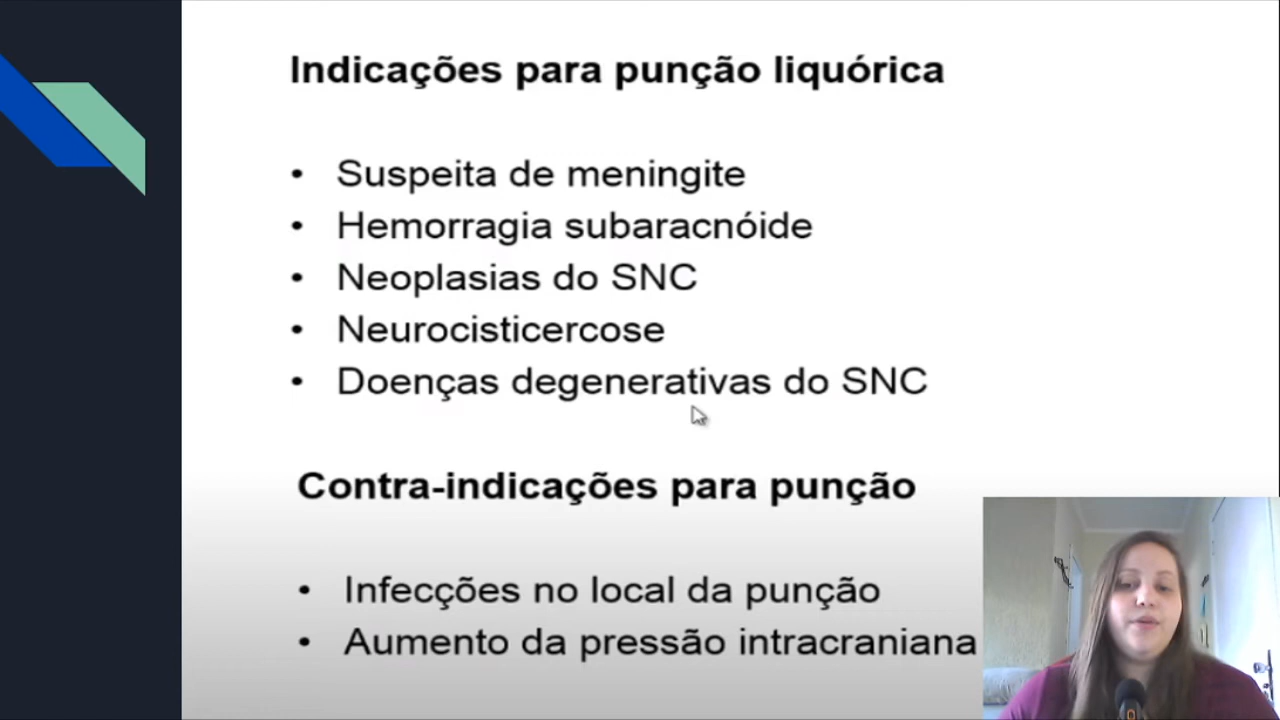 Indicações para punção liquórica
• Suspeita de meningite
• Hemorragia subaracnóide
• Neoplasias do SNC
• Neurocisticercose
• Doenças degenerativas do SNC
Contra-indicações para punção
• Infecções no local da punção
• Aumento da pressão intracraniana